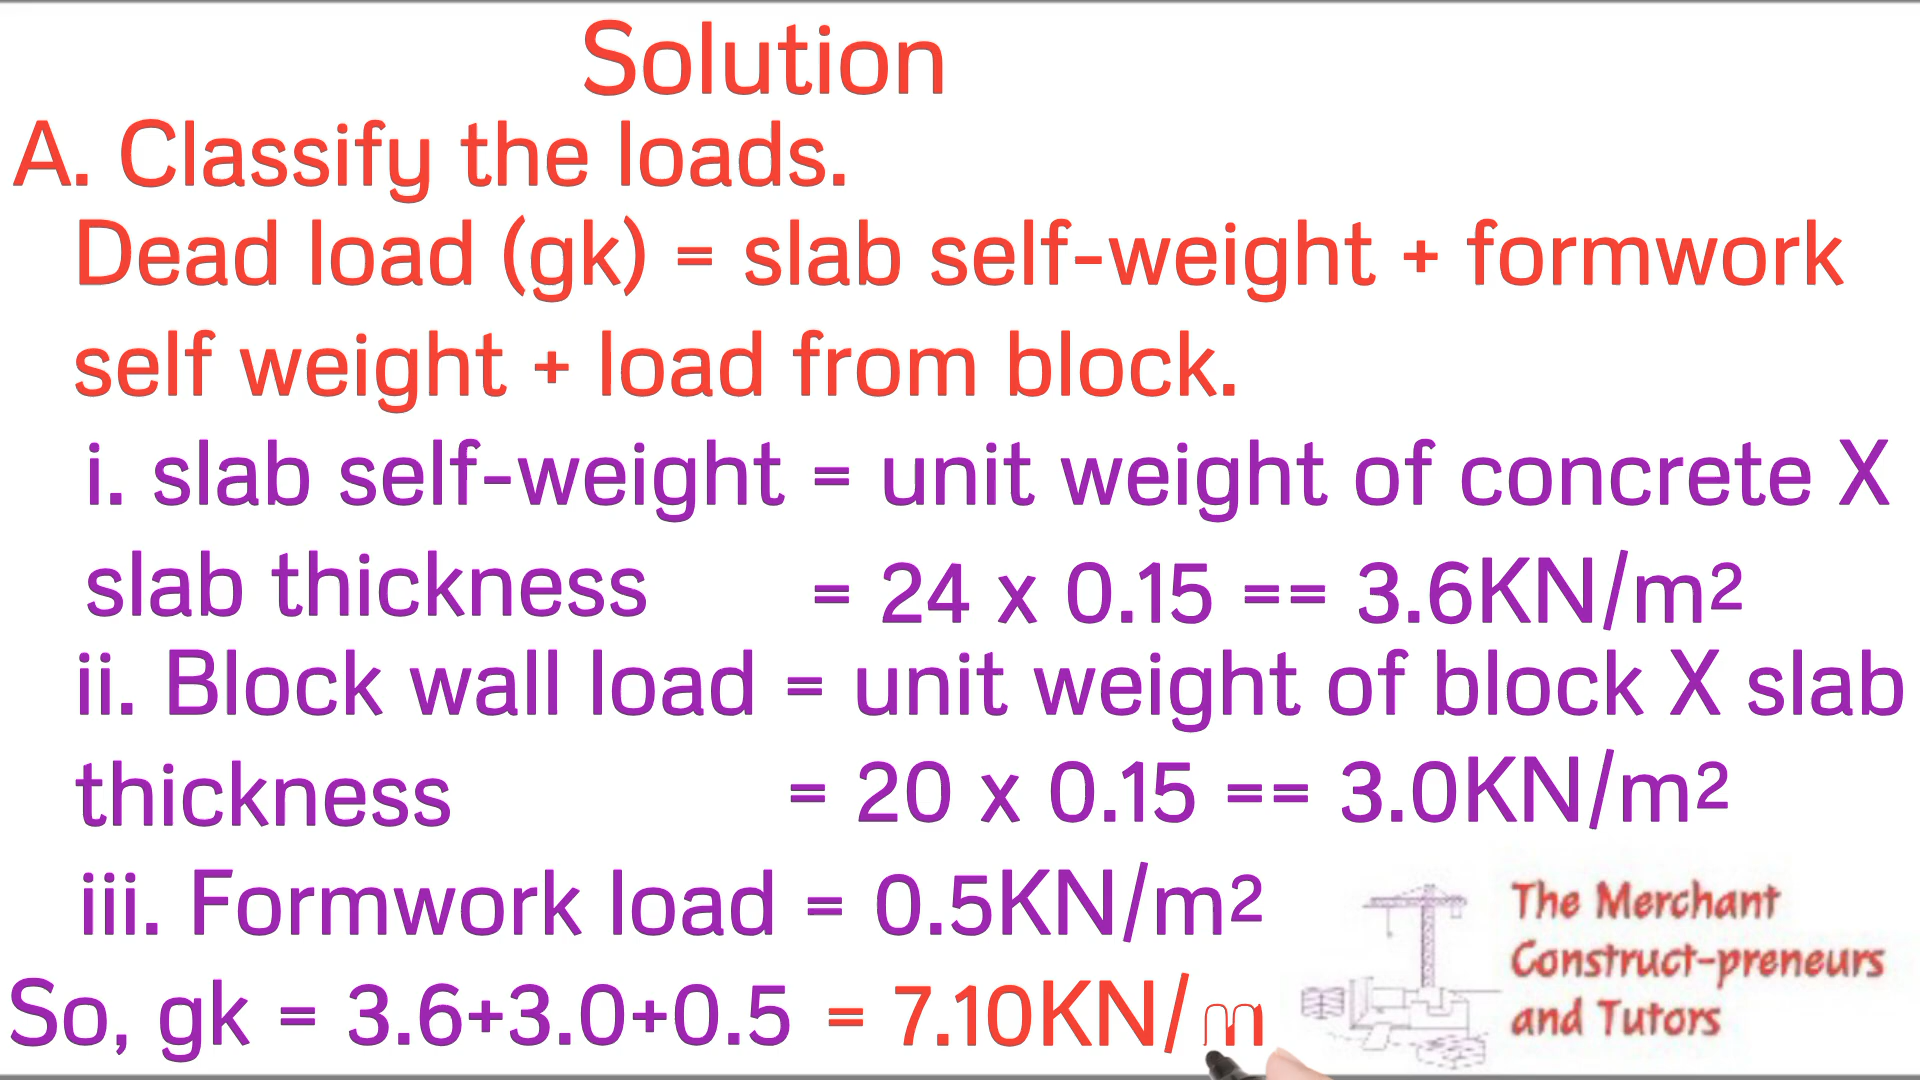 Solution
A. Classify the loads.
Dead load (gk) = slab self-weight + formwork
self weight + load from block.
i. slab self-weight = unit weight of concrete X
slab thickness = 24 x 0.15 == 3.6KN/m2
ii. Block wall load = unit weight of block X slab
thickness = 20 x 0.15 == 3.0KN/m2
iii. Formwork load = 0.5KN/m2
So, gk = 3.6+3.0+0.5 = 7.10KN/m
The Merchant
Construct-preneurs
and Tutors